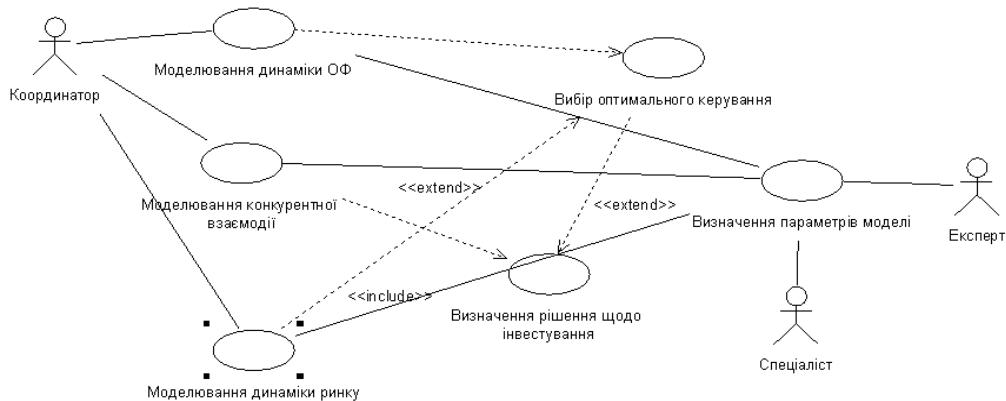 Моделювання динаміки ОФ
Координатор
Вибір оптимального керування
<<extend>>
Моделювання конкурентної
взаємодії
<<extend>>
Визначення параметрів моделі
Експерт
<<include>>
Визначення рішення щодо
інвестування
Спеціаліст
Моделювання динаміки ринку